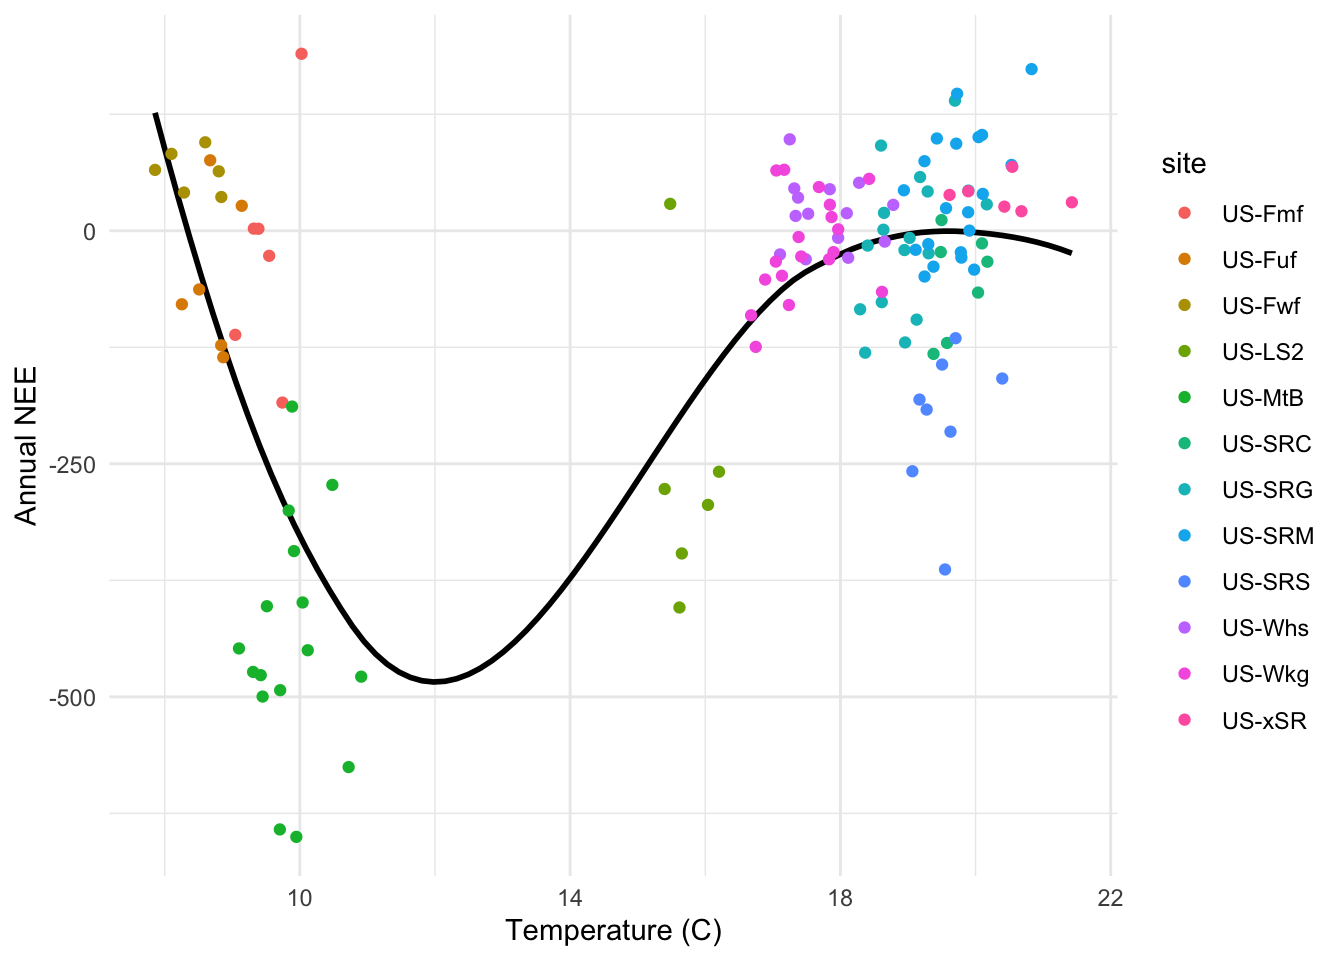 Annual NEE
0
-250
-500
10
14
18
22
Temperature (C)
site
US-Fmf
US-Fuf
US-Fwf
US-LS2
US-MtB
US-SRC
US-SRG
US-SRM
US-SRS
US-Whs
US-Wkg
US-xSR